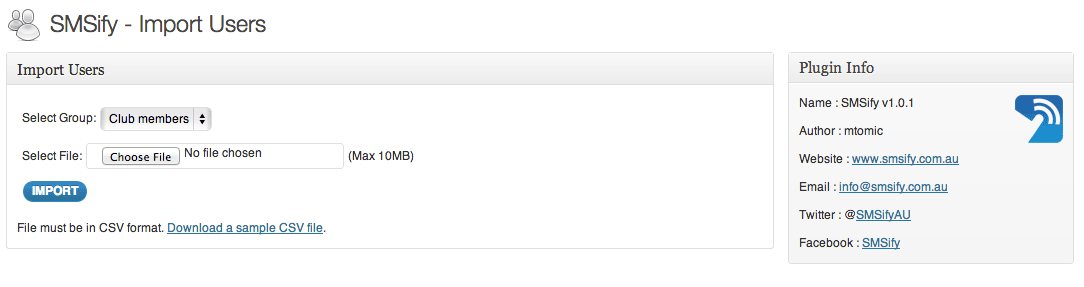 SMSify - Import Users
Import Users
Select Group: Club members
Select File: Choose File No file chosen (Max 10MB)
IMPORT
File must be in CSV format. Download a sample CSV file.
Plugin Info
Name : SMSify v1.0.1
Author : mtomic
Website : www.smsify.com.au
Email : info@smsify.com.au
Twitter : @SMSifyAU
Facebook : SMSify